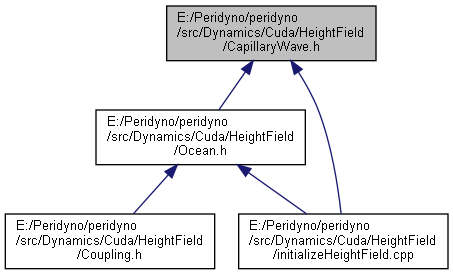 E:/Peridyno/peridyno
/src/Dynamics/Cuda/HeightField
/CapillaryWave.h
E:/Peridyno/peridyno
/src/Dynamics/Cuda/HeightField
/Ocean.h
E:/Peridyno/peridyno
/src/Dynamics/Cuda/HeightField
/Coupling.h
E:/Peridyno/peridyno
/src/Dynamics/Cuda/HeightField
/initializeHeightField.cpp